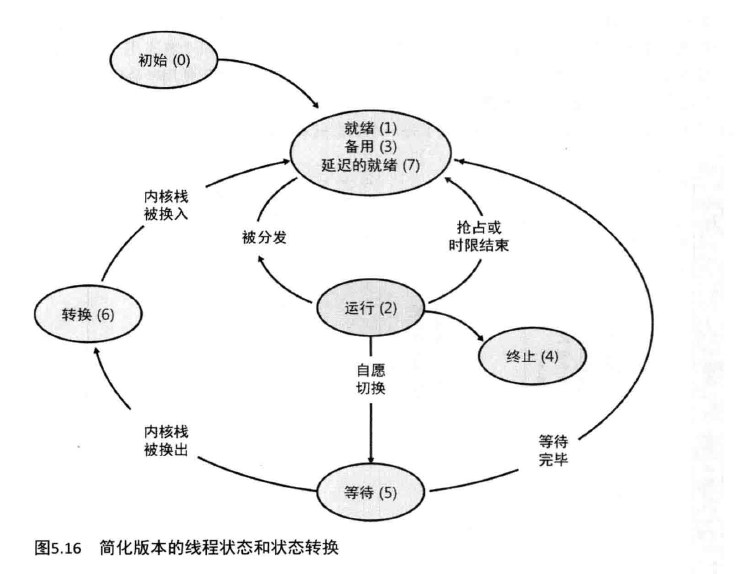 初始 (0)
就绪 (1)
备用 (3)
延迟的就绪 (7)
内核栈
被换入
被分发
抢占或
时限结束
转换 (6)
运行 (2)
终止 (4)
自愿
切换
内核栈
被换出
等待
完毕
等待 (5)
图5.16 简化版本的线程状态和状态转换